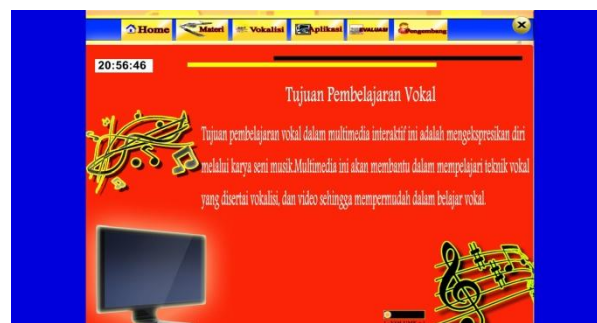 Home Materi Vokalisi Aplikasi EVALUASI Pengembang
20:56:46
Tujuan Pembelajaran Vokal
Tujuan pembelajaran vokal dalam multimedia interaktif ini adalah mengekspresikan diri
melalui karya seni musik.Multimedia ini akan membantu dalam mempelajari teknik vokal
yang disertai vokalisi, dan video sehingga mempermudah dalam belajar vokal.